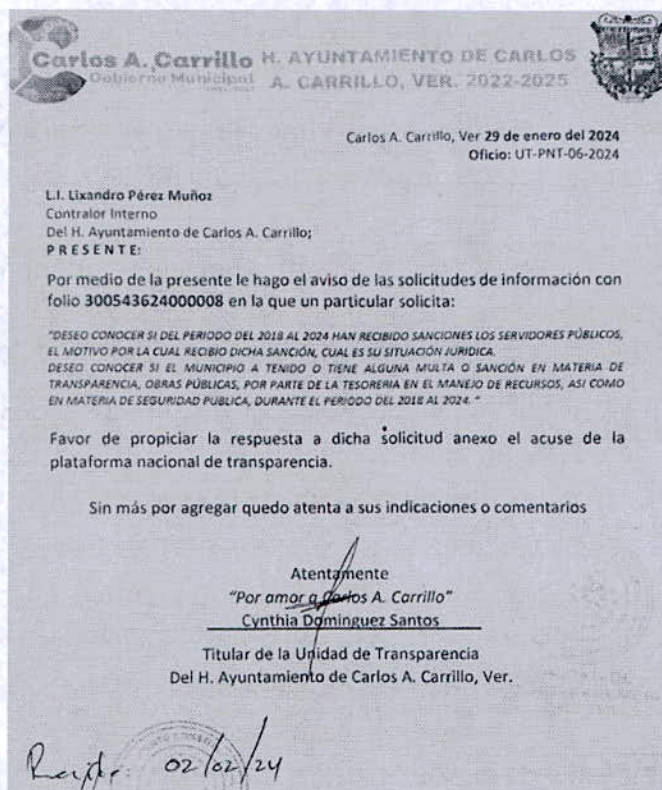 Carlos A. Carrillo
Gobierno Municipal
H. AYUNTAMIENTO DE CARLOS
A. CARRILLO, VER. 2022-2025
Carlos A. Carrillo, Ver 29 de enero del 2024
Oficio: UT-PNT-06-2024
L.I. Lixandro Pérez Muñoz
Contralor Interno
Del H. Ayuntamiento de Carlos A. Carrillo;
P R E S E N T E:
Por medio de la presente le hago el aviso de las solicitudes de información con
folio 300543624000008 en la que un particular solicita:
"DESEO CONOCER SI DEL PERIODO DEL 2018 AL 2024 HAN RECIBIDO SANCIONES LOS SERVIDORES PÚBLICOS,
EL MOTIVO POR LA CUAL RECIBIO DICHA SANCIÓN, CUAL ES SU SITUACIÓN JURIDICA.
DESEO CONOCER SI EL MUNICIPIO A TENIDO O TIENE ALGUNA MULTA O SANCIÓN EN MATERIA DE
TRANSPARENCIA, OBRAS PÚBLICAS, POR PARTE DE LA TESORERIA EN EL MANEJO DE RECURSOS, ASI COMO
EN MATERIA DE SEGURIDAD PUBLICA, DURANTE EL PERIODO DEL 2018 AL 2024. "
Favor de propiciar la respuesta a dicha solicitud anexo el acuse de la
plataforma nacional de transparencia.
Sin más por agregar quedo atenta a sus indicaciones o comentarios
Atentamente
"Por amor a Carlos A. Carrillo"
Cynthia Dominguez Santos
Titular de la Unidad de Transparencia
Del H. Ayuntamiento de Carlos A. Carrillo, Ver.
02/02/24